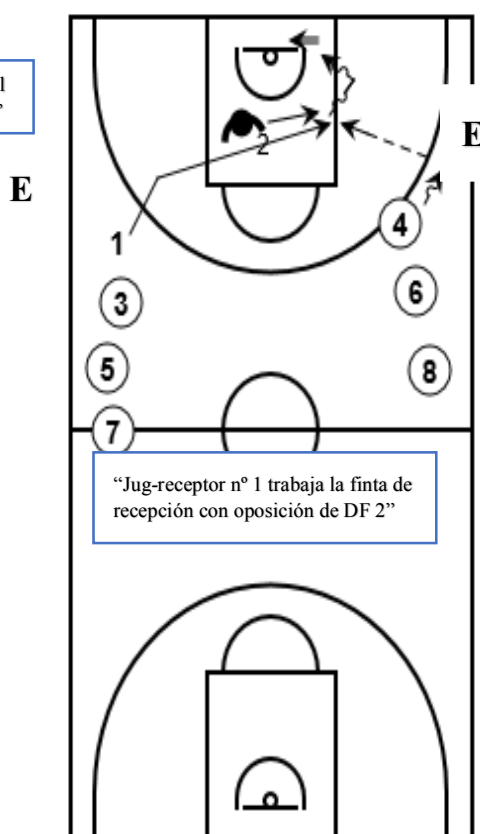 l
”
E
E
2
4
1
3
6
5
8
7
“Jug-receptor nº 1 trabaja la finta de
recepción con oposición de DF 2”